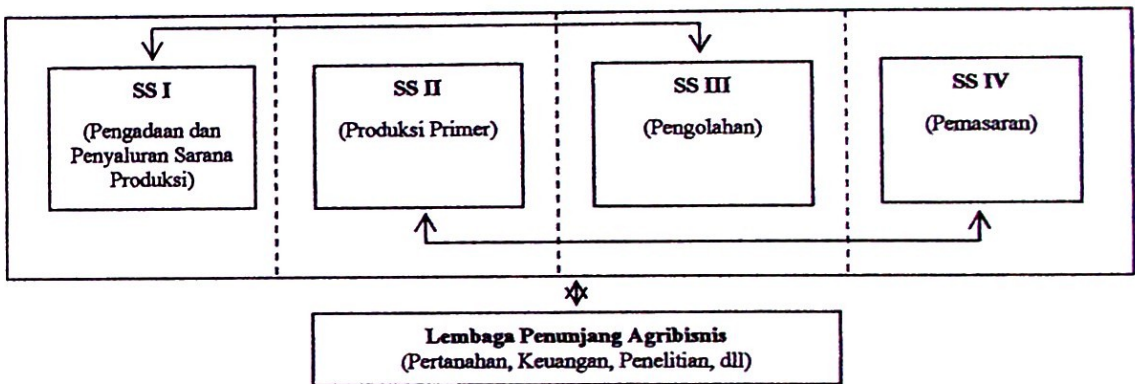 SS I
(Pengadaan dan
Penyaluran Sarana
Produksi)
SS II
(Produksi Primer)
SS III
(Pengolahan)
SS IV
(Pemasaran)
Lembaga Penunjang Agribisnis
(Pertanahan, Keuangan, Penelitian, dll)